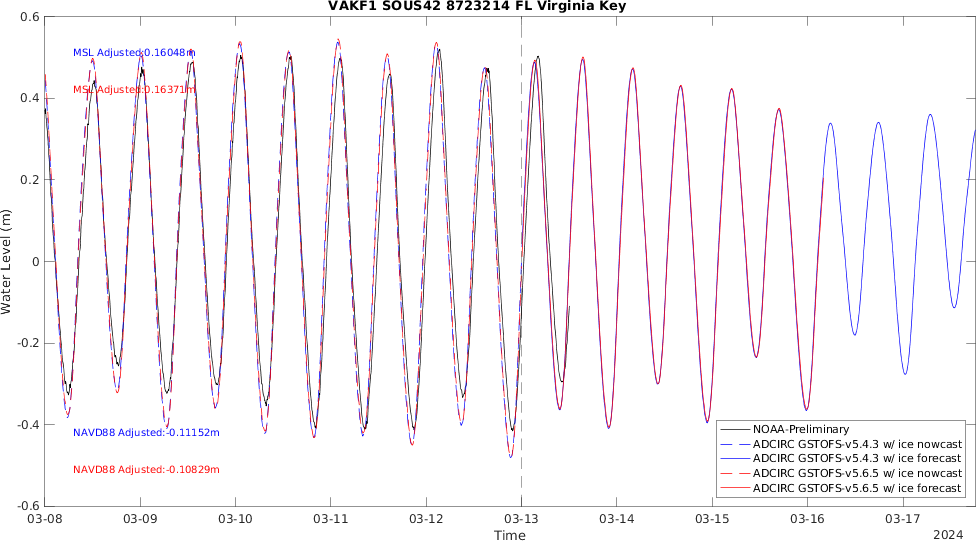 VAKF1 SOUS42 8723214 FL Virginia Key
0.6
0.4
0.2
0
-0.2
-0.4
-0.6
Water Level (m)
MSL Adjusted:0.16048m
MSL Adjusted:0.16371m
NAVD88 Adjusted:-0.11152m
NAVD88 Adjusted:-0.10829m
NOAA-Preliminary
ADCIRC GSTOFS-v5.4.3 w/ ice nowcast
ADCIRC GSTOFS-v5.4.3 w/ ice forecast
ADCIRC GSTOFS-v5.6.5 w/ ice nowcast
ADCIRC GSTOFS-v5.6.5 w/ ice forecast
03-08 03-09 03-10 03-11 03-12 03-13 03-14 03-15 03-16 03-17
Time
2024